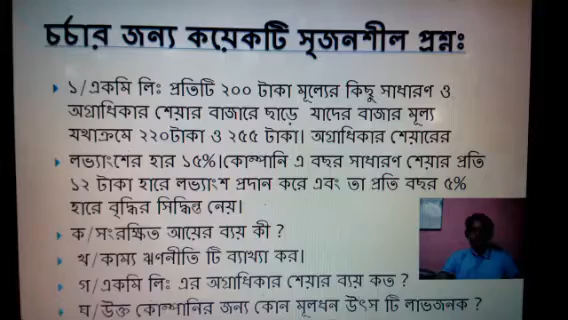 চর্চার জন্য কয়েকটি সৃজনশীল প্রশ্নঃ
১/একমি লিঃ প্রতিটি ২০০ টাকা মূল্যের কিছু সাধারণ ও
অগ্রাধিকার শেয়ার বাজারে ছাড়ে যাদের বাজার মূল্য
যথাক্রমে ২২০টাকা ও ২৫৫ টাকা। অগ্রাধিকার শেয়ারের
লভ্যাংশের হার ১৫%।কোম্পানি এ বছর সাধারণ শেয়ার প্রতি
১২ টাকা হারে লভ্যাংশ প্রদান করে এবং তা প্রতি বছর ৫%
হারে বৃদ্ধির সিদ্ধিন্ত নেয়।
ক/সংরক্ষিত আয়ের ব্যয় কী ?
খ/কাম্য ঋণনীতি টি ব্যাখ্যা কর।
গ/একমি লিঃ এর অগ্রাধিকার শেয়ার ব্যয় কত ?
ঘ/উক্ত কোম্পানির জন্য কোন মূলধন উৎস টি লাভজনক ?